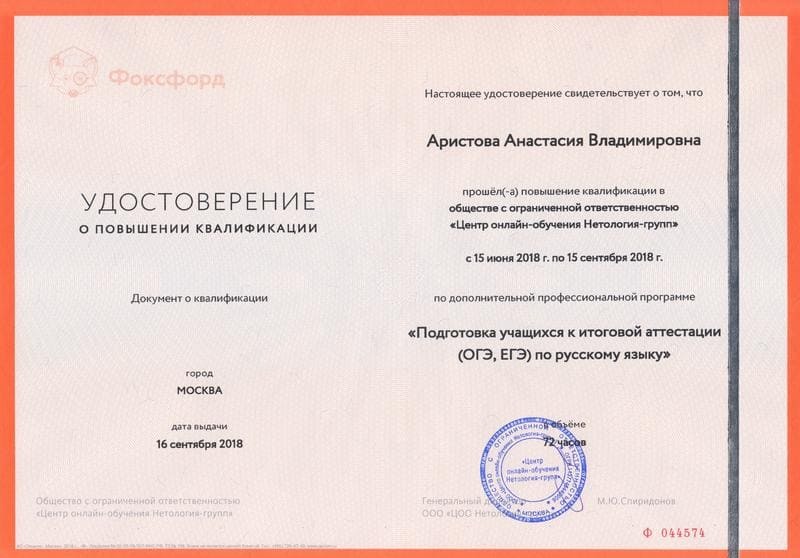 Фоксфорд
УДОСТОВЕРЕНИЕ
О ПОВЫШЕНИИ КВАЛИФИКАЦИИ
Документ о квалификации
город
МОСКВА
дата выдачи
16 сентября 2018
Общество с ограниченной ответственностью
«Центр онлайн-обучения Нетология-групп»
Настоящее удостоверение свидетельствует о том, что
Аристова Анастасия Владимировна
прошёл(-а) повышение квалификации в
обществе с ограниченной ответственностью
«Центр онлайн-обучения Нетология-групп»
с 15 июня 2018 г. по 15 сентября 2018 г.
по дополнительной профессиональной программе
«Подготовка учащихся к итоговой аттестации
(ОГЭ, ЕГЭ) по русскому языку»
в объёме
72 часов
«Центр
онлайн-обучения
Нетология-групп»
МОСКВА
Генеральный
М.Ю.Спиридонов
ООО «ЦОО
Ф 044574